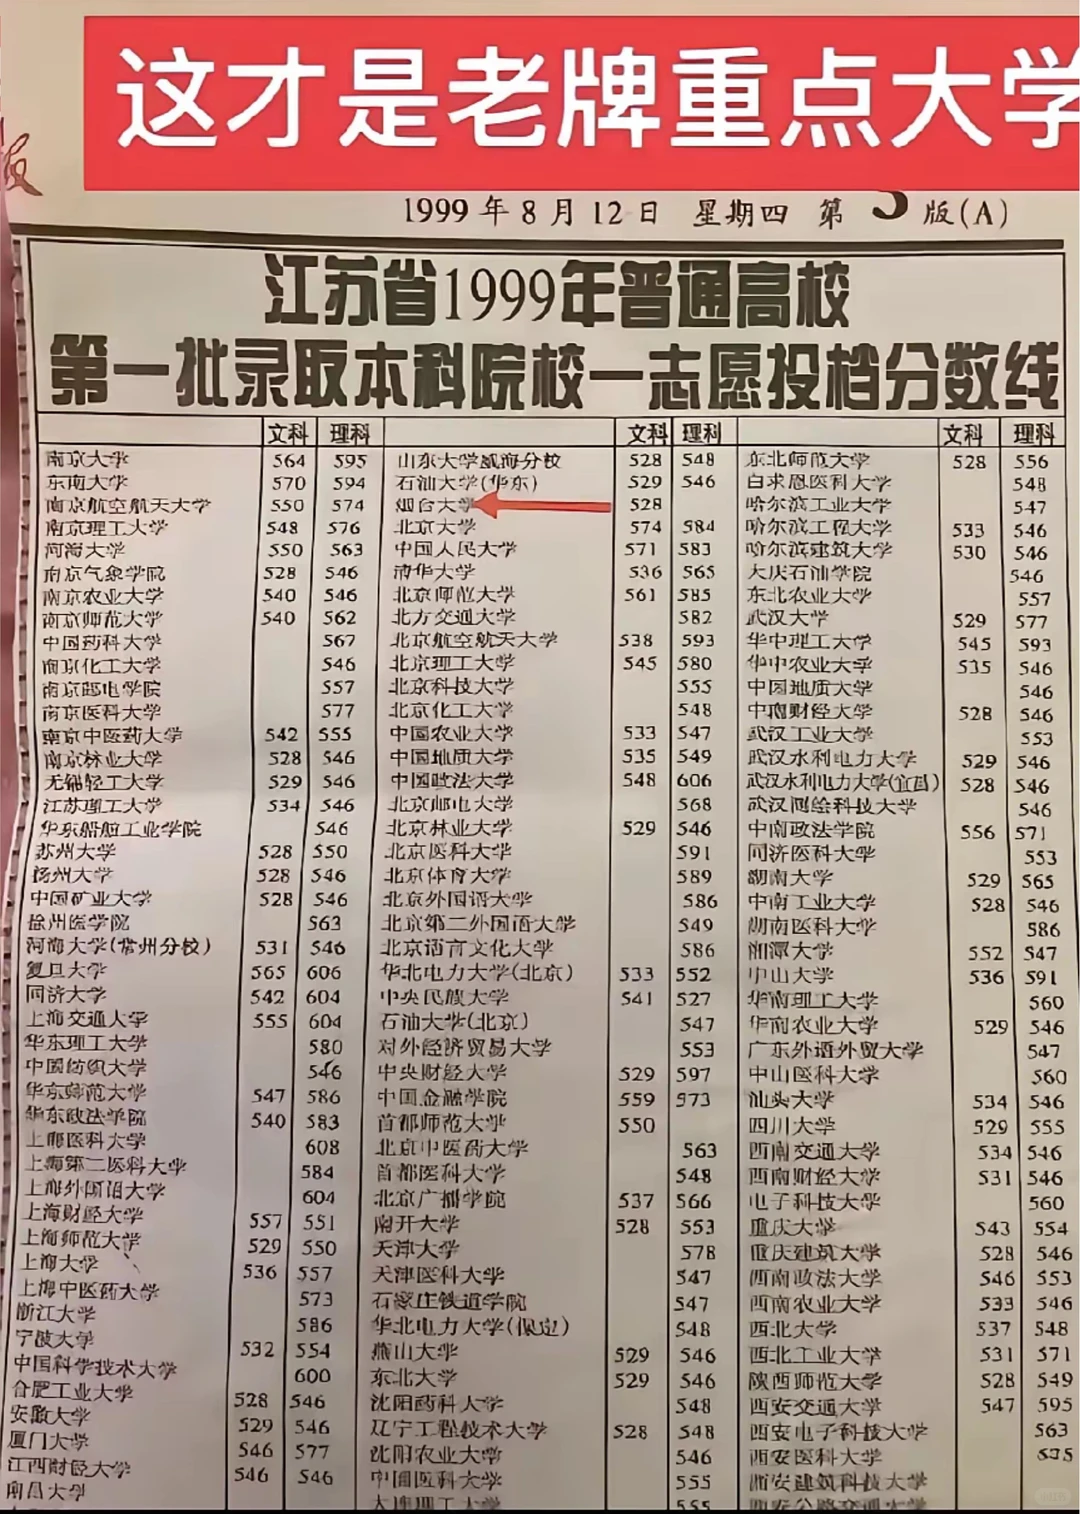 报
这才是老牌重点大学
1999年8月12日 星期四 第3版(A)
江苏省1999年普通高校
第一批录取本科院校一志愿投档分数线
文科 理科
南京大学 564 595
东南大学 570 594
南京航空航天大学 550 574
南京理工大学 548 576
河海大学 550 563
南京气象学院 528 546
南京农业大学 540 546
南京师范大学 540 562
中国药科大学 567
南京化工大学 546
南京邮电学院 557
南京医科大学 577
南京中医药大学 542 555
南京林业大学 528 546
无锡轻工大学 529 546
江苏理工大学 534 546
华东船舶工业学院 546
苏州大学 528 550
扬州大学 528 546
中国矿业大学 528 546
徐州医学院 563
河海大学(常州分校) 531 546
复旦大学 565 606
同济大学 542 604
上海交通大学 555 604
华东理工大学 580
中国纺织大学 546
华东师范大学 547 586
华东政法学院 540 583
上海医科大学 608
上海第二医科大学 584
上海外国语大学 604
上海财经大学 557 551
上海师范大学 529 550
上海大学 536 557
上海中医药大学 573
浙江大学 586
宁波大学 532 554
中国科学技术大学 600
合肥工业大学 528 546
安徽大学 529 546
厦门大学 546 577
江西财经大学 546 546
南昌大学
文科 理科
山东大学威海分校 528 548
石油大学(华东) 529 546
烟台大学 528
北京大学 574 584
中国人民大学 571 583
清华大学 536 565
北京师范大学 561 585
北方交通大学 582
北京航空航天大学 538 593
北京理工大学 545 580
北京科技大学 555
北京化工大学 548
中国农业大学 533 547
中国地质大学 535 549
中国政法大学 548 606
北京邮电大学 568
北京林业大学 529 546
北京医科大学 591
北京体育大学 589
北京外国语大学 586
北京第二外国语大学 549
北京语言文化大学 586
华北电力大学(北京) 533 552
中央民族大学 541 527
石油大学(北京) 547
对外经济贸易大学 553
中央财经大学 529 597
中国金融学院 559 573
首都师范大学 550
北京中医药大学 563
首都医科大学 548
北京广播学院 537 566
南开大学 528 553
天津大学 578
天津医科大学 547
石家庄铁道学院 547
华北电力大学(保定) 548
燕山大学 529 546
东北大学 529 546
沈阳药科大学 548
辽宁工程技术大学 528 548
沈阳农业大学 546
中国医科大学 555
大连理工大学 555
文科 理科
东北师范大学 528 556
白求恩医科大学 548
哈尔滨工业大学 547
哈尔滨工程大学 533 546
哈尔滨建筑大学 530 546
大庆石油学院 546
东北农业大学 557
武汉大学 529 577
华中理工大学 545 593
华中农业大学 535 546
中国地质大学 546
中南财经大学 528 546
武汉工业大学 553
武汉水利电力大学 529 546
武汉水利电力大学(宜昌) 528 546
武汉测绘科技大学 546
中南政法学院 556 571
同济医科大学 553
湖南大学 529 565
中南工业大学 528 546
湖南医科大学 586
湘潭大学 552 547
中山大学 536 591
华南理工大学 560
华南农业大学 529 546
广东外语外贸大学 547
中山医科大学 560
汕头大学 534 546
四川大学 529 555
西南交通大学 534 546
西南财经大学 531 546
电子科技大学 560
重庆大学 543 554
重庆建筑大学 528 546
西南政法大学 546 553
西南农业大学 533 546
西北大学 537 548
西北工业大学 531 571
陕西师范大学 528 549
西安交通大学 547 595
西安电子科技大学 563
西安医科大学 535
西安建筑科技大学
西安公路交通大学